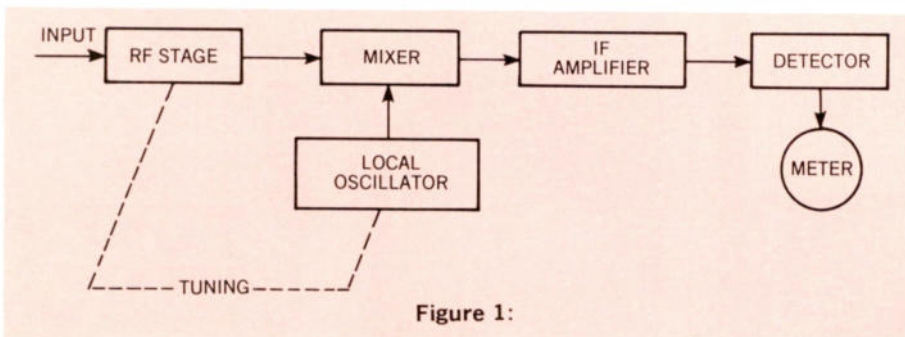 INPUT
RF STAGE
MIXER
IF
AMPLIFIER
DETECTOR
LOCAL
OSCILLATOR
METER
TUNING
Figure 1: